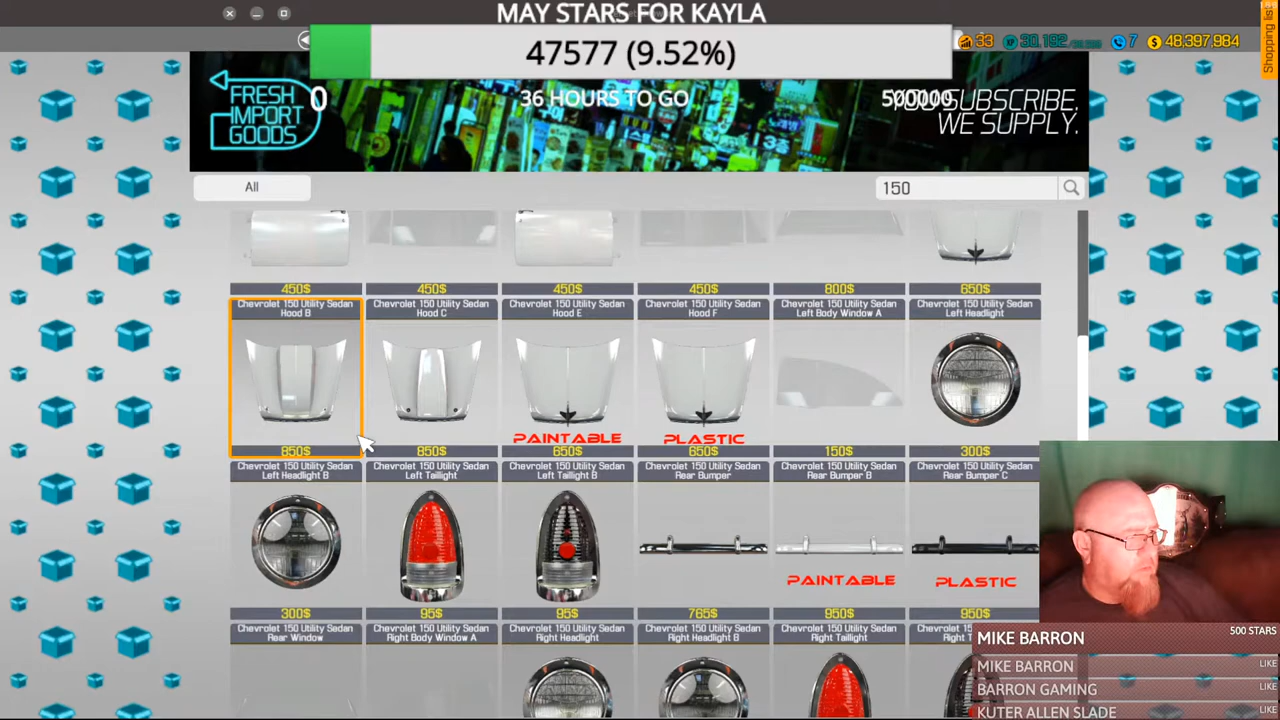 MAY STARS FOR KAYLA
47577 (9.52%)
33
7
48,397,984
Shopping list
FRESH
IMPORT
GOODS
0
36 HOURS TO GO
500000
SUBSCRIBE.
WE SUPPLY.
All
150
450$
450$
450$
450$
800$
650$
Chevrolet 150 Utility Sedan
Hood B
Chevrolet 150 Utility Sedan
Hood C
Chevrolet 150 Utility Sedan
Hood E
Chevrolet 150 Utility Sedan
Hood F
Chevrolet 150 Utility Sedan
Left Body Window A
Chevrolet 150 Utility Sedan
Left Headlight
PAINTABLE
PLASTIC
850$
850$
650$
650$
150$
300$
Chevrolet 150 Utility Sedan
Left Headlight B
Chevrolet 150 Utility Sedan
Left Taillight
Chevrolet 150 Utility Sedan
Left Taillight B
Chevrolet 150 Utility Sedan
Rear Bumper
Chevrolet 150 Utility Sedan
Rear Bumper B
Chevrolet 150 Utility Sedan
Rear Bumper C
PAINTABLE
PLASTIC
300$
95$
95$
765$
950$
950$
Chevrolet 150 Utility Sedan
Rear Window
Chevrolet 150 Utility Sedan
Right Body Window A
Chevrolet 150 Utility Sedan
Right Headlight
Chevrolet 150 Utility Sedan
Right Headlight B
Chevrolet 150 Utility Sedan
Right Taillight
MIKE BARRON
500 STARS
MIKE BARRON
LIKE
BARRON GAMING
LIKE
KUTER ALLEN SLADE
LIKE